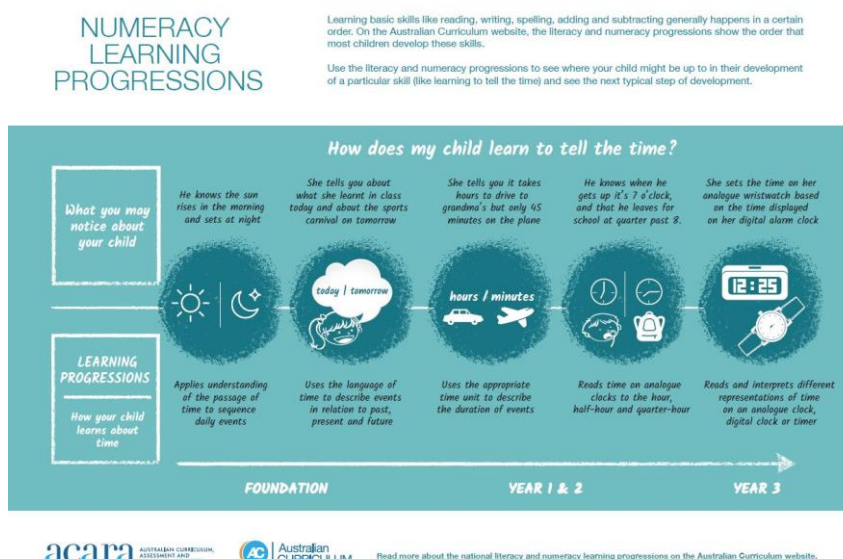 NUMERACY
LEARNING
PROGRESSIONS
Learning basic skills like reading, writing, spelling, adding and subtracting generally happens in a certain
order. On the Australian Curriculum website, the literacy and numeracy progressions show the order that
most children develop these skills.
Use the literacy and numeracy progressions to see where your child might be up to in their development
of a particular skill (like learning to tell the time) and see the next typical step of development.
How does my child learn to tell the time?
What you may
notice about
your child
He knows the sun
rises in the morning
and sets at night
She tells you about
what she learnt in class
today and about the sports
carnival on tomorrow
She tells you it takes
hours to drive to
grandma's but only 45
minutes on the plane
He knows when he
gets up it's 7 o'clock,
and that he leaves for
school at quarter past 8.
She sets the time on her
analogue wristwatch based
on the time displayed
on her digital alarm clock
today | tomorrow
hours / minutes
12:25
LEARNING
PROGRESSIONS
How your child
learns about
time
Applies understanding
of the passage of
time to sequence
daily events
Uses the language of
time to describe events
in relation to past,
present and future
Uses the appropriate
time unit to describe
the duration of events
Reads time on analogue
clocks to the hour,
half-hour and quarter-hour
Reads and interprets different
representations of time
on an analogue clock,
digital clock or timer
FOUNDATION
YEAR 1 & 2
YEAR 3
acara
AUSTRALIAN CURRICULUM,
ASSESSMENT AND
AC
Australian
CURRICULUM
Read more about the national literacy and numeracy learning progressions on the Australian Curriculum website.